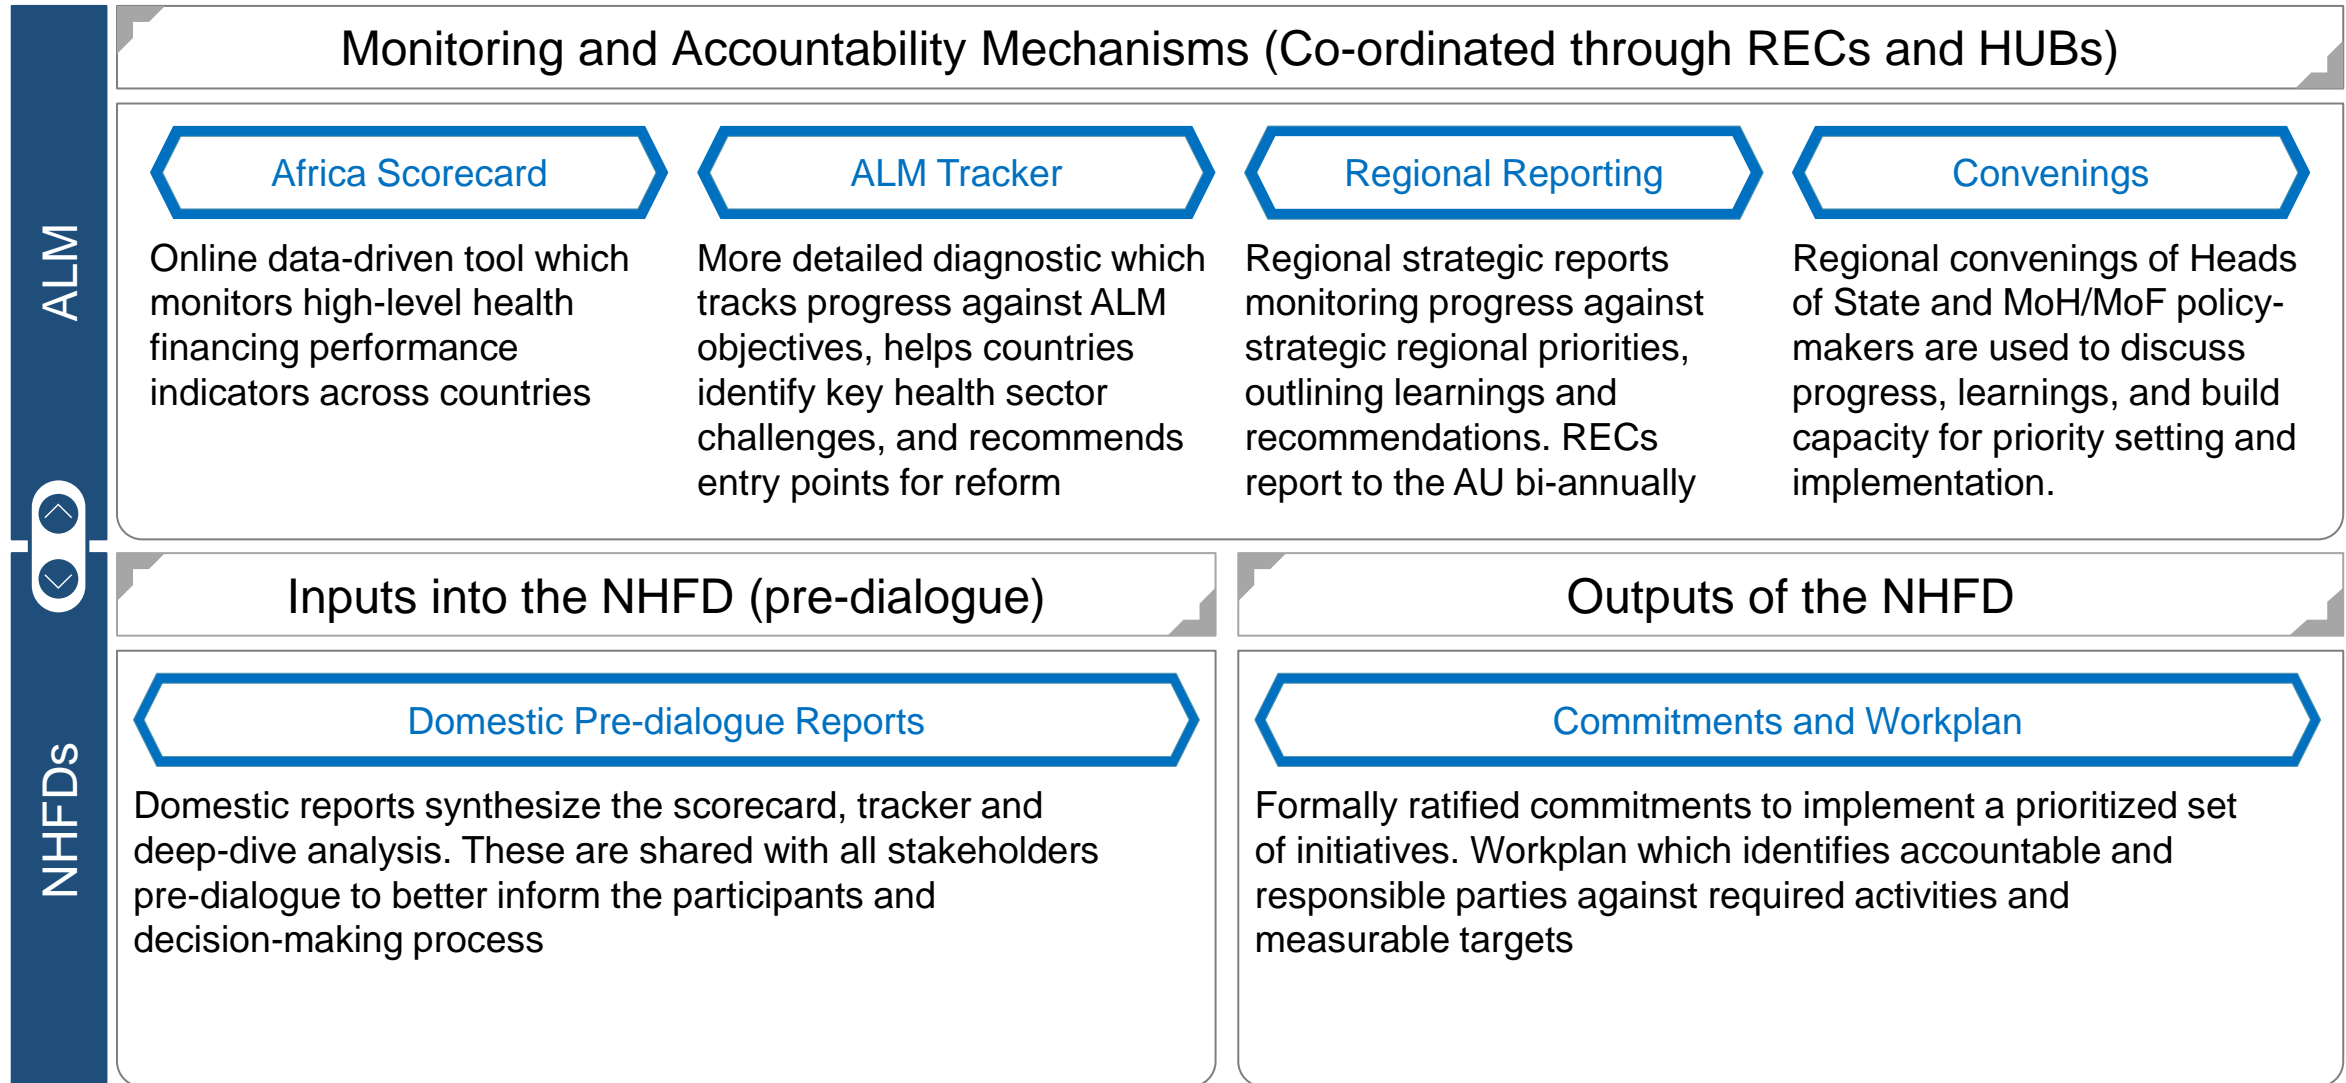 ALM
Monitoring and Accountability Mechanisms (Co-ordinated through RECs and HUBs)
Africa Scorecard
Online data-driven tool which
monitors high-level health
financing performance
indicators across countries
ALM Tracker
More detailed diagnostic which
tracks progress against ALM
objectives, helps countries
identify key health sector
challenges, and recommends
entry points for reform
Regional Reporting
Regional strategic reports
monitoring progress against
strategic regional priorities,
outlining learnings and
recommendations. RECs
report to the AU bi-annually
Convenings
Regional convenings of Heads
of State and MoH/MoF policy-
makers are used to discuss
progress, learnings, and build
capacity for priority setting and
implementation.
NHFDs
Inputs into the NHFD (pre-dialogue)
Domestic Pre-dialogue Reports
Domestic reports synthesize the scorecard, tracker and
deep-dive analysis. These are shared with all stakeholders
pre-dialogue to better inform the participants and
decision-making process
Outputs of the NHFD
Commitments and Workplan
Formally ratified commitments to implement a prioritized set
of initiatives. Workplan which identifies accountable and
responsible parties against required activities and
measurable targets